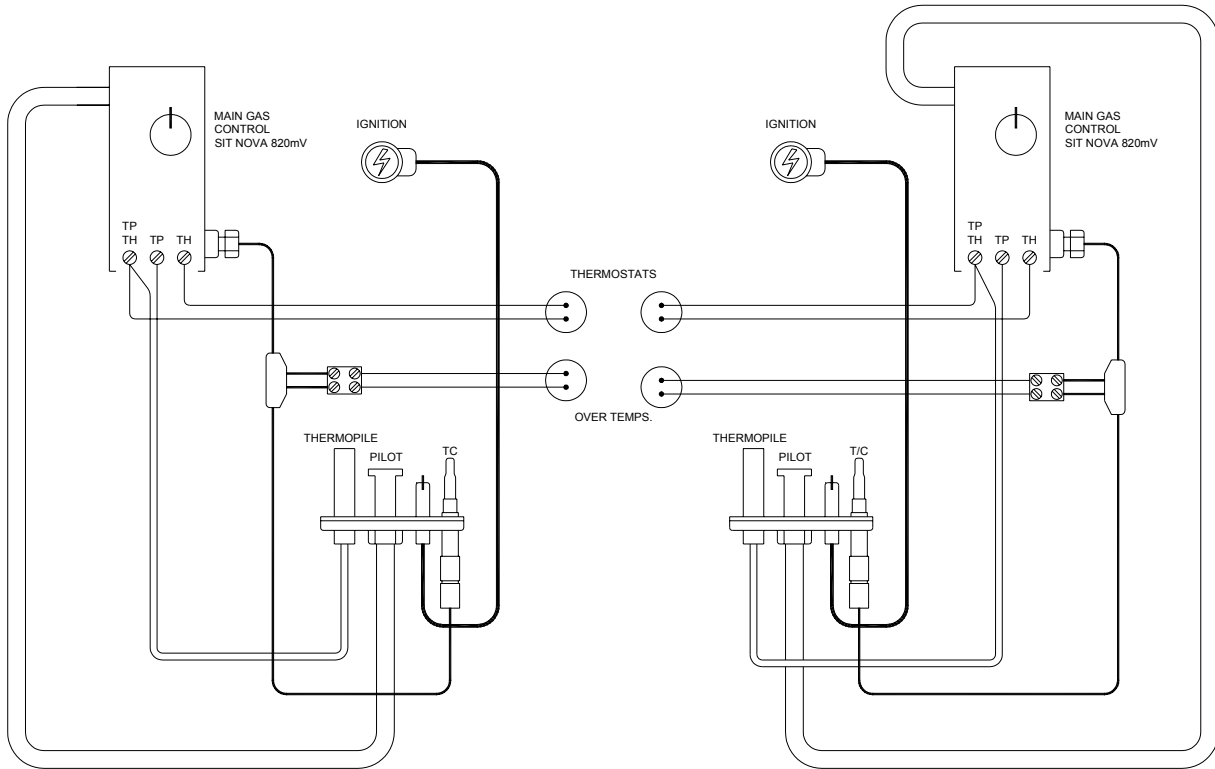 MAIN GAS
CONTROL
SIT NOVA 820mV
IGNITION
TP
TH TP TH
THERMOSTATS
OVER TEMPS.
THERMOPILE
PILOT
TC
IGNITION
MAIN GAS
CONTROL
SIT NOVA 820mV
TP
TH TP TH
THERMOPILE
PILOT
T/C